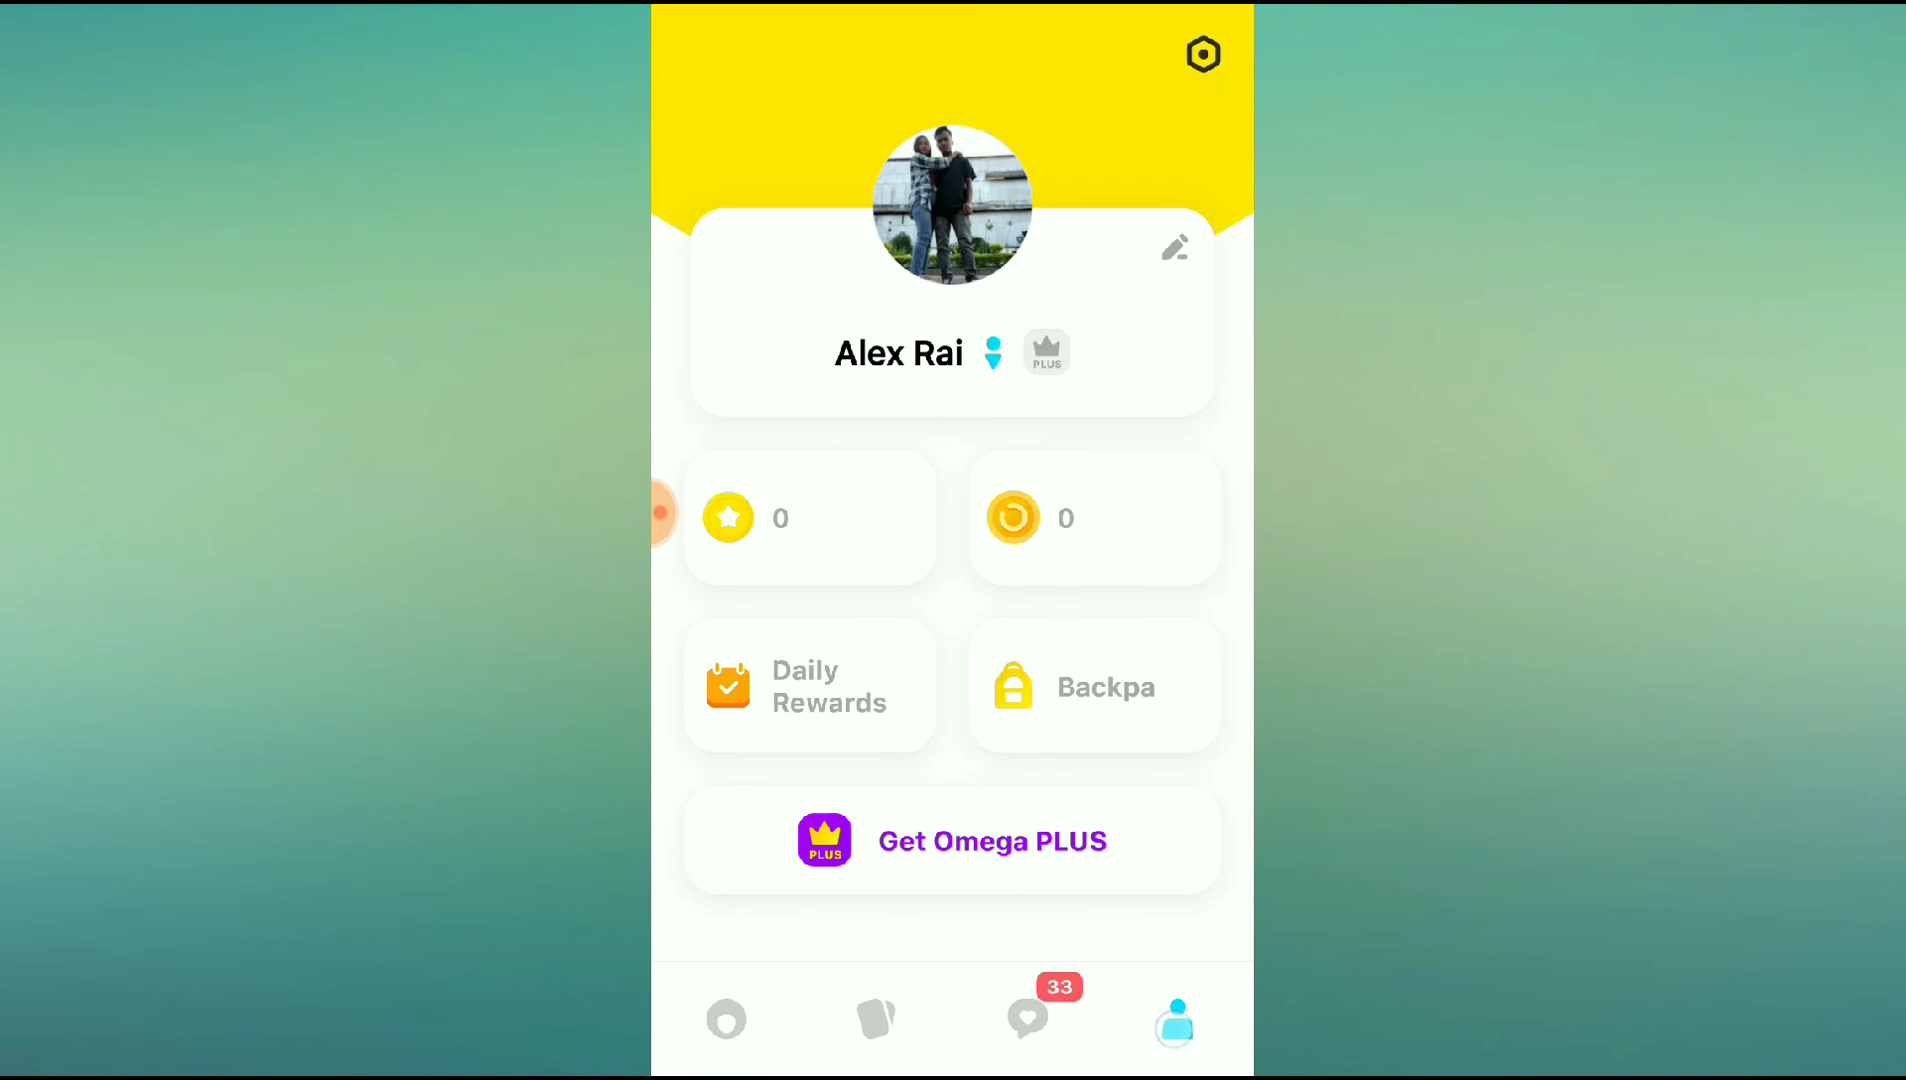 Alex Rai
PLUS
0
0
Daily
Rewards
Backpa
PLUS
Get Omega PLUS
33